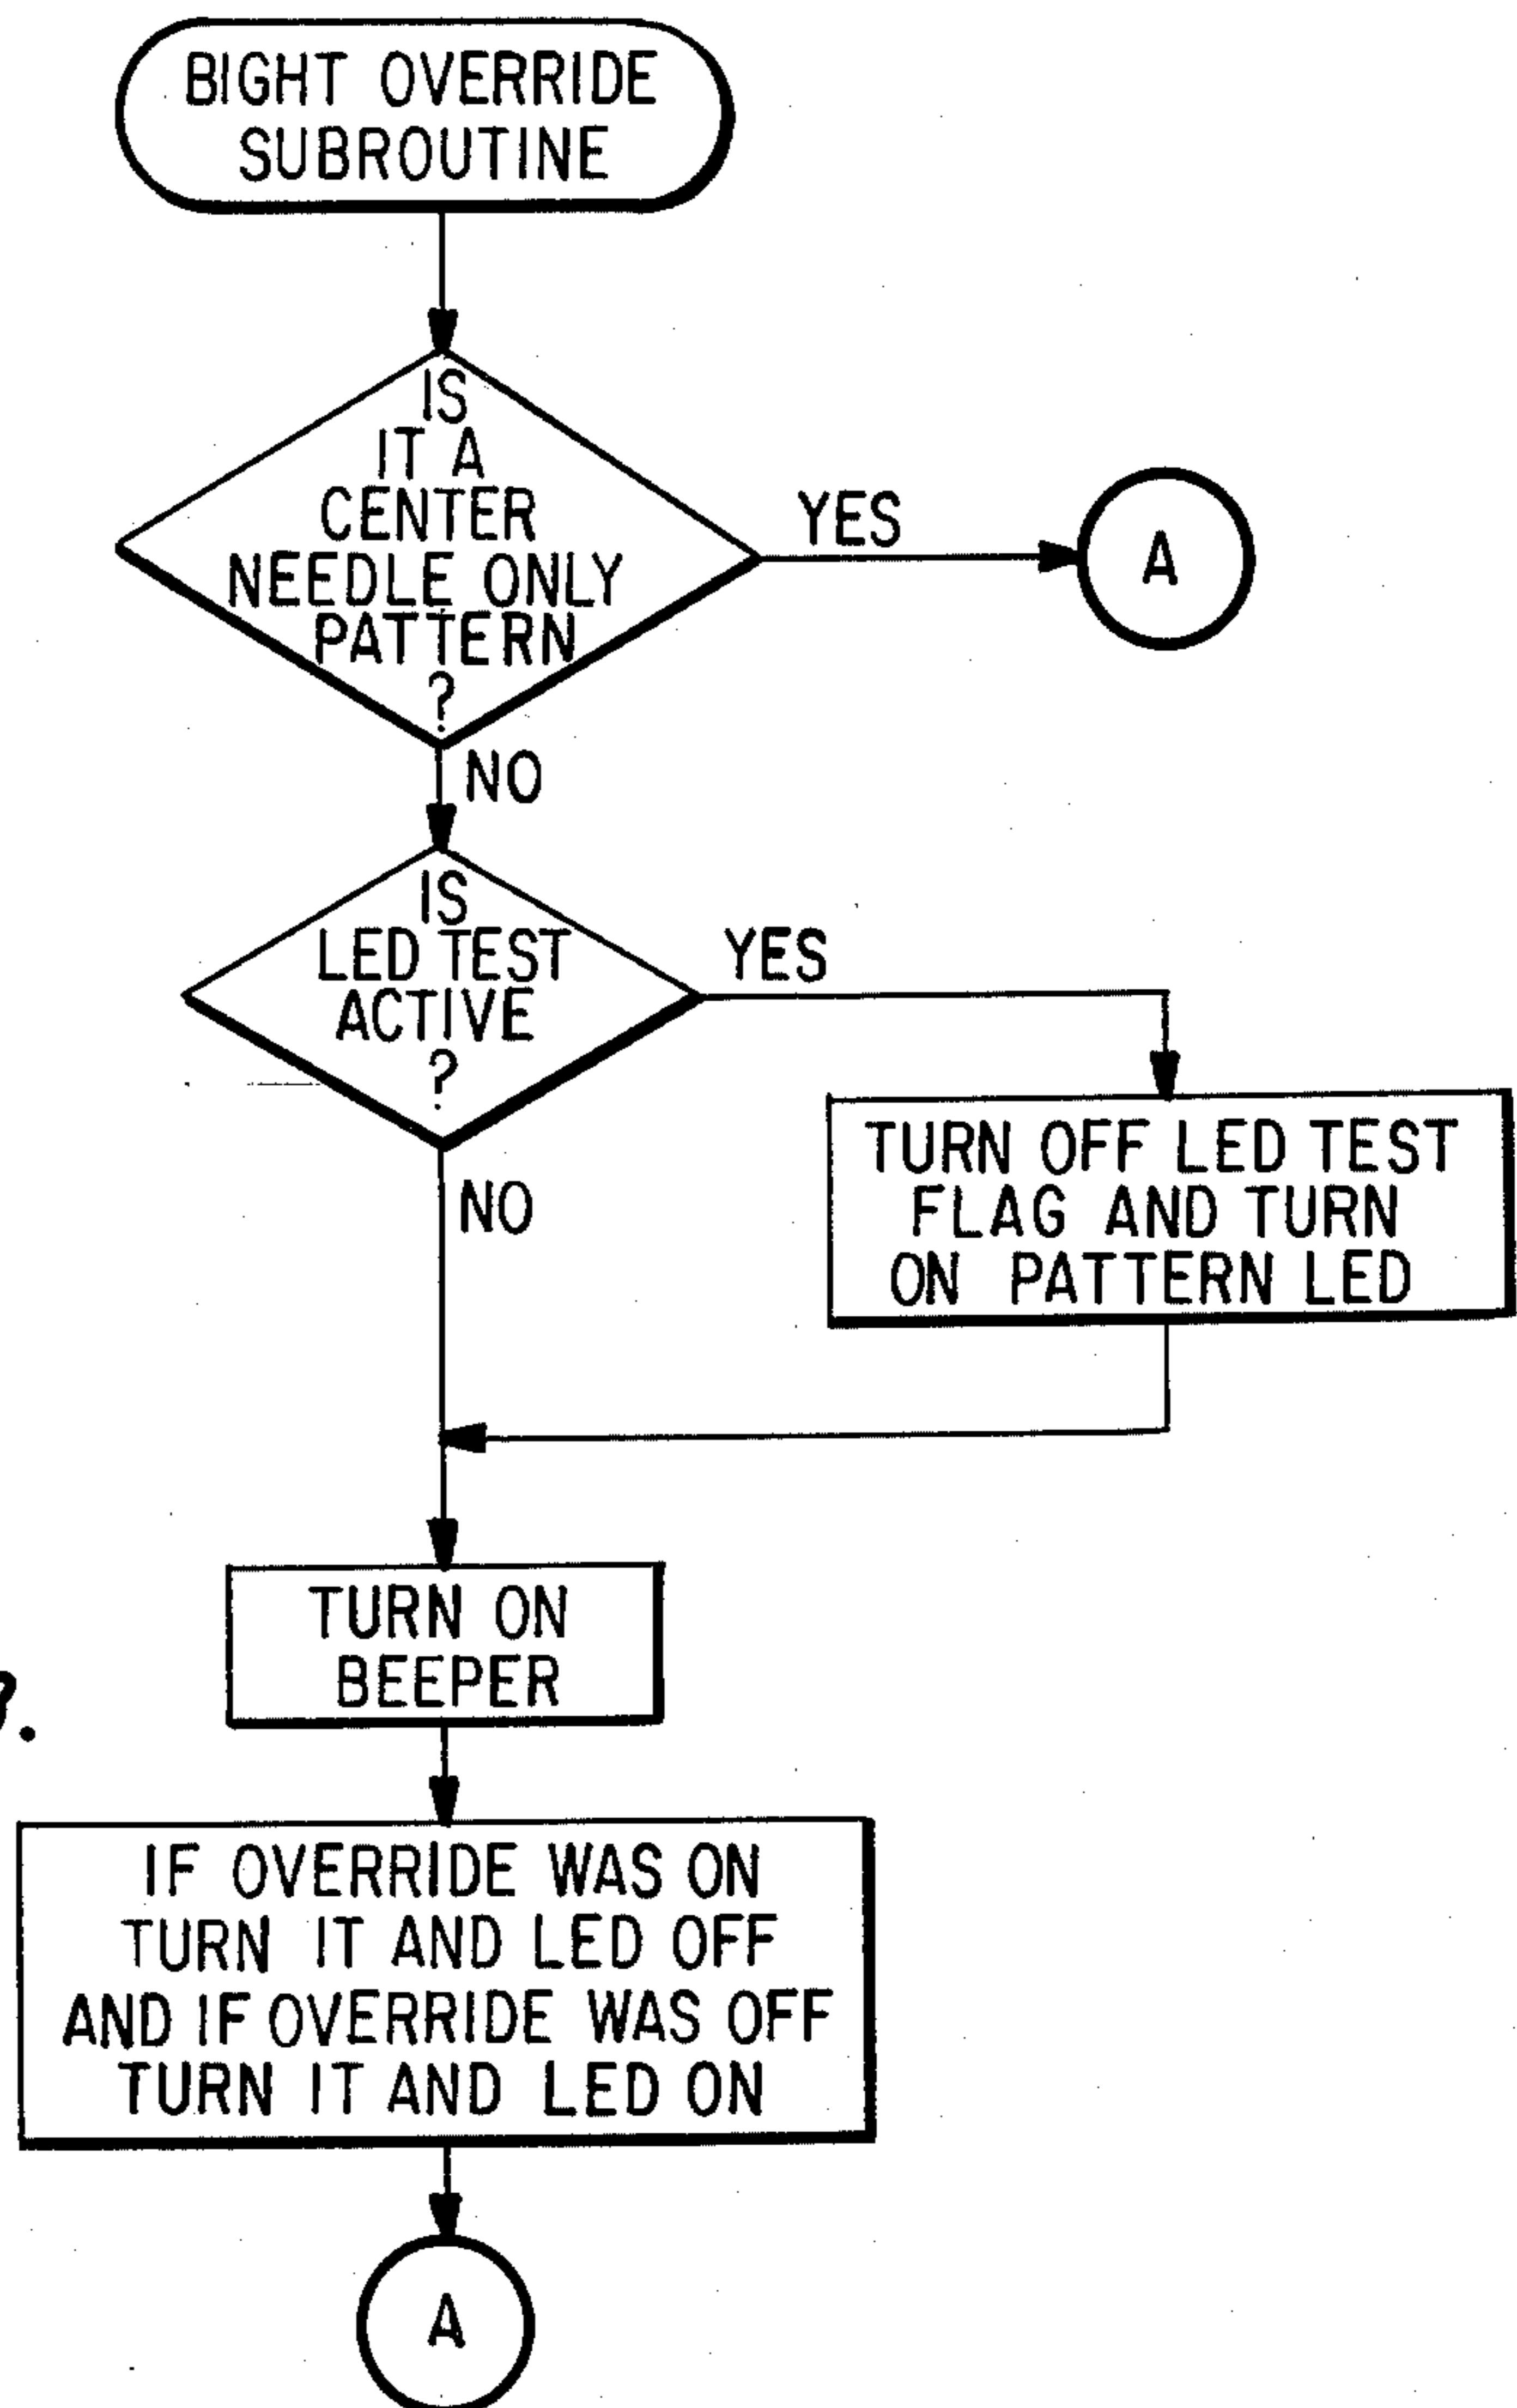 BIGHT OVERRIDE
SUBROUTINE
IS
IT A
CENTER
NEEDLE ONLY
PATTERN
?
YES
A
NO
IS
LED TEST
ACTIVE
?
YES
TURN OFF LED TEST
FLAG AND TURN
ON PATTERN LED
NO
TURN ON
BEEPER
IF OVERRIDE WAS ON
TURN IT AND LED OFF
AND IF OVERRIDE WAS OFF
TURN IT AND LED ON
A